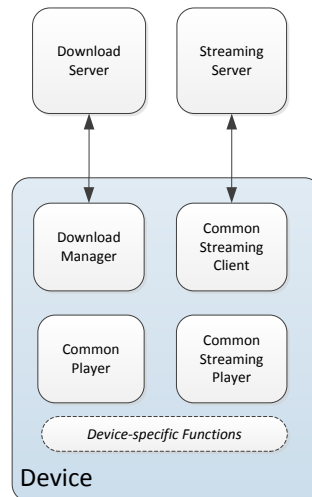 Download
Server
Streaming
Server
Download
Manager
Common
Streaming
Client
Common
Player
Common
Streaming
Player
Device-specific Functions
Device